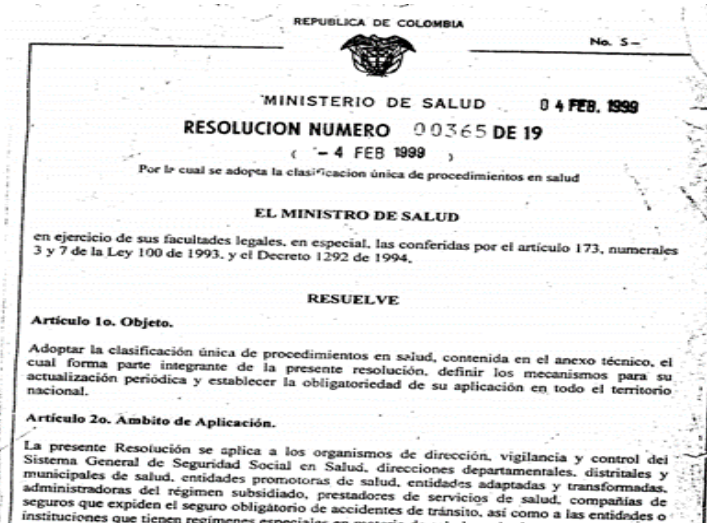 REPUBLICA DE COLOMBIA
No. S-
MINISTERIO DE SALUD
04 FEB. 1999
RESOLUCION NUMERO 00365 DE 19
( - 4 FEB 1999 )
Por la cual se adopta la clasificacion única de procedimientos en salud
EL MINISTRO DE SALUD
en ejercicio de sus facultades legales, en especial, las conferidas por el artículo 173, numerales
3 y 7 de la Ley 100 de 1993, y el Decreto 1292 de 1994,
RESUELVE
Artículo 1o. Objeto.
Adoptar la clasificación única de procedimientos en salud, contenida en el anexo técnico, el
cual forma parte integrante de la presente resolución, definir los mecanismos para su
actualización periódica y establecer la obligatoriedad de su aplicación en todo el territorio
nacional.
Artículo 2o. Ambito de Aplicación.
La presente Resolución se aplica a los organismos de dirección, vigilancia y control del
Sistema General de Seguridad Social en Salud, direcciones departamentales, distritales y
municipales de salud, entidades promotoras de salud, entidades adaptadas y transformadas,
administradoras del régimen subsidiado, prestadores de servicios de salud, compañías de
seguros que expiden el seguro obligatorio de accidentes de tránsito, así como a las entidades o
instituciones que tienen regímenes especiales en